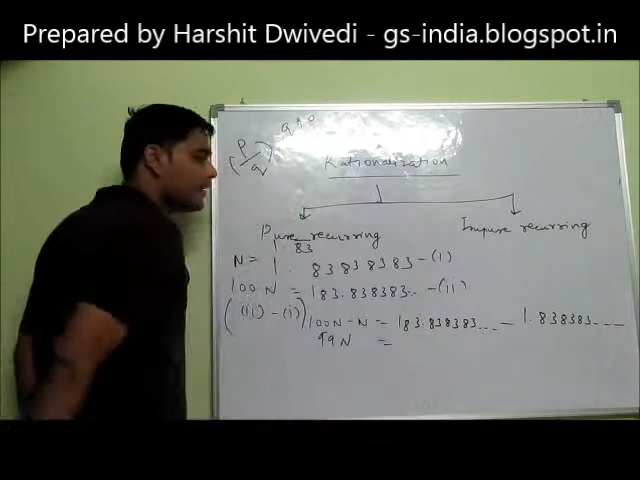 Prepared by Harshit Dwivedi - gs-india.blogspot.in
(P/q) q ≠ 0
Rationalization
Pure recurring Impure recurring
83
N = 1. 83838383 - (i)
100 N = 183.838383.. - (ii)
((ii) - (i)) 100N - N = 183.838383... - 1.838383----
99N =